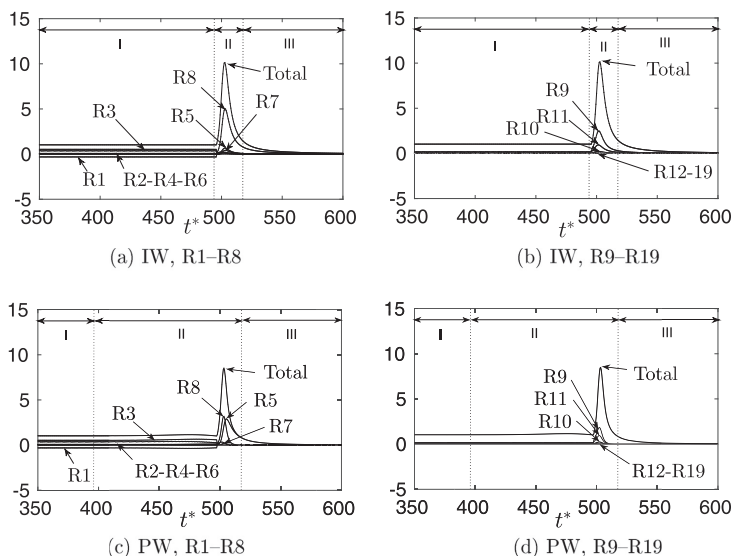 15
10
5
0
-5
I
II
III
Total
R8
R7
R5
R3
R2-R4-R6
R1
350 400 450 500 550 600
t*
(a) IW, R1–R8
15
10
5
0
-5
I
II
III
Total
R9
R11
R10
R12-19
350 400 450 500 550 600
t*
(b) IW, R9–R19
15
10
5
0
-5
I
II
III
Total
R8
R5
R3
R7
R2-R4-R6
R1
350 400 450 500 550 600
t*
(c) PW, R1–R8
15
10
5
0
-5
I
II
III
Total
R9
R11
R10
R12-R19
350 400 450 500 550 600
t*
(d) PW, R9–R19